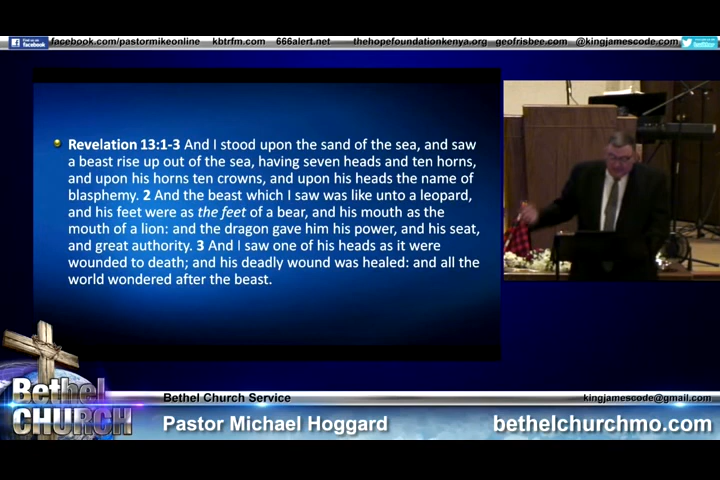 Find us on facebook
facebook.com/pastormikeonline kbtrfm.com 666alert.net thehopefoundationkenya.org geofrisbee.com @kingjamescode.com twitter
Revelation 13:1-3 And I stood upon the sand of the sea, and saw
a beast rise up out of the sea, having seven heads and ten horns,
and upon his horns ten crowns, and upon his heads the name of
blasphemy. 2 And the beast which I saw was like unto a leopard,
and his feet were as the feet of a bear, and his mouth as the
mouth of a lion: and the dragon gave him his power, and his seat,
and great authority. 3 And I saw one of his heads as it were
wounded to death; and his deadly wound was healed: and all the
world wondered after the beast.
Bethel
CHURCH
Bethel Church Service kingjamescode@gmail.com
Pastor Michael Hoggard bethelchurchmo.com